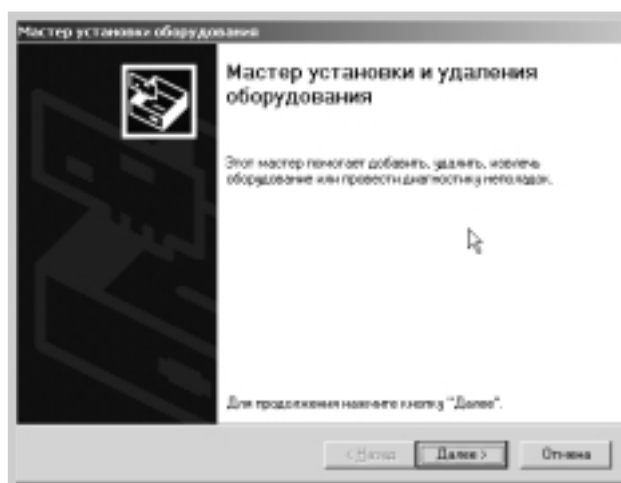 Мастер установки оборудования
Мастер установки и удаления
оборудования
Этот мастер помогает добавить, удалить, извлечь
оборудование или провести диагностику неполадок.
Для продолжения нажмите кнопку "Далее".
< Назад
Далее >
Отмена